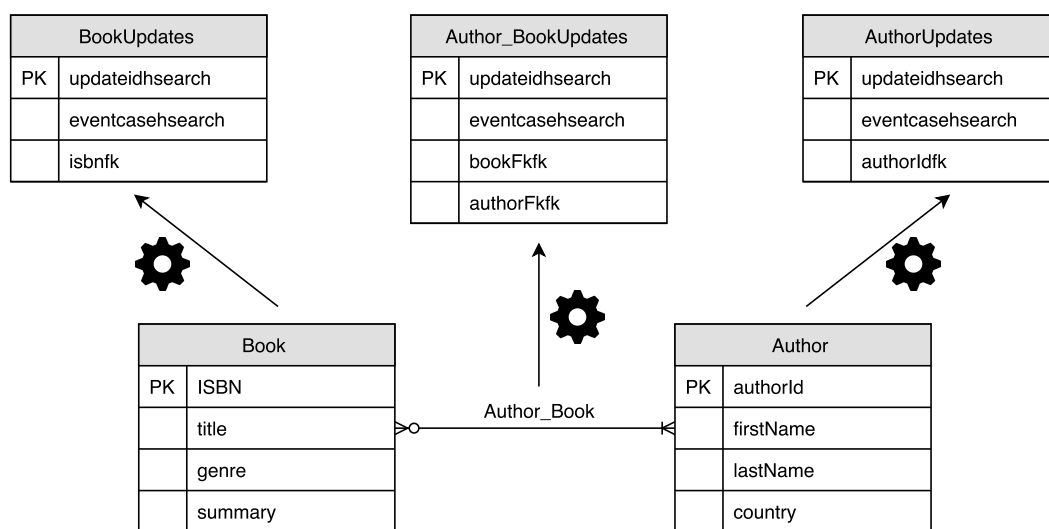 BookUpdates
PK updateidhsearch
eventcasehsearch
isbnfk
Author_BookUpdates
PK updateidhsearch
eventcasehsearch
bookFkfk
authorFkfk
AuthorUpdates
PK updateidhsearch
eventcasehsearch
authorIdfk
Book
PK ISBN
title
genre
summary
Author_Book
Author
PK authorId
firstName
lastName
country